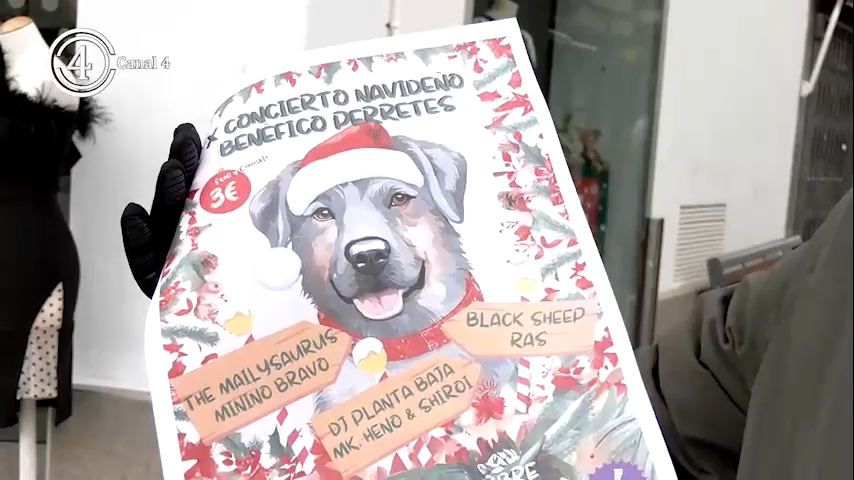 4 Canal 4
CONCIERTO NAVIDEÑO
BENÉFICO PERRETES
3€
BLACK SHEEP
RAS
THE MAILYSAURUS
MININO BRAVO
DJ PLANTA BAJA
MK. HENO & SHIROI